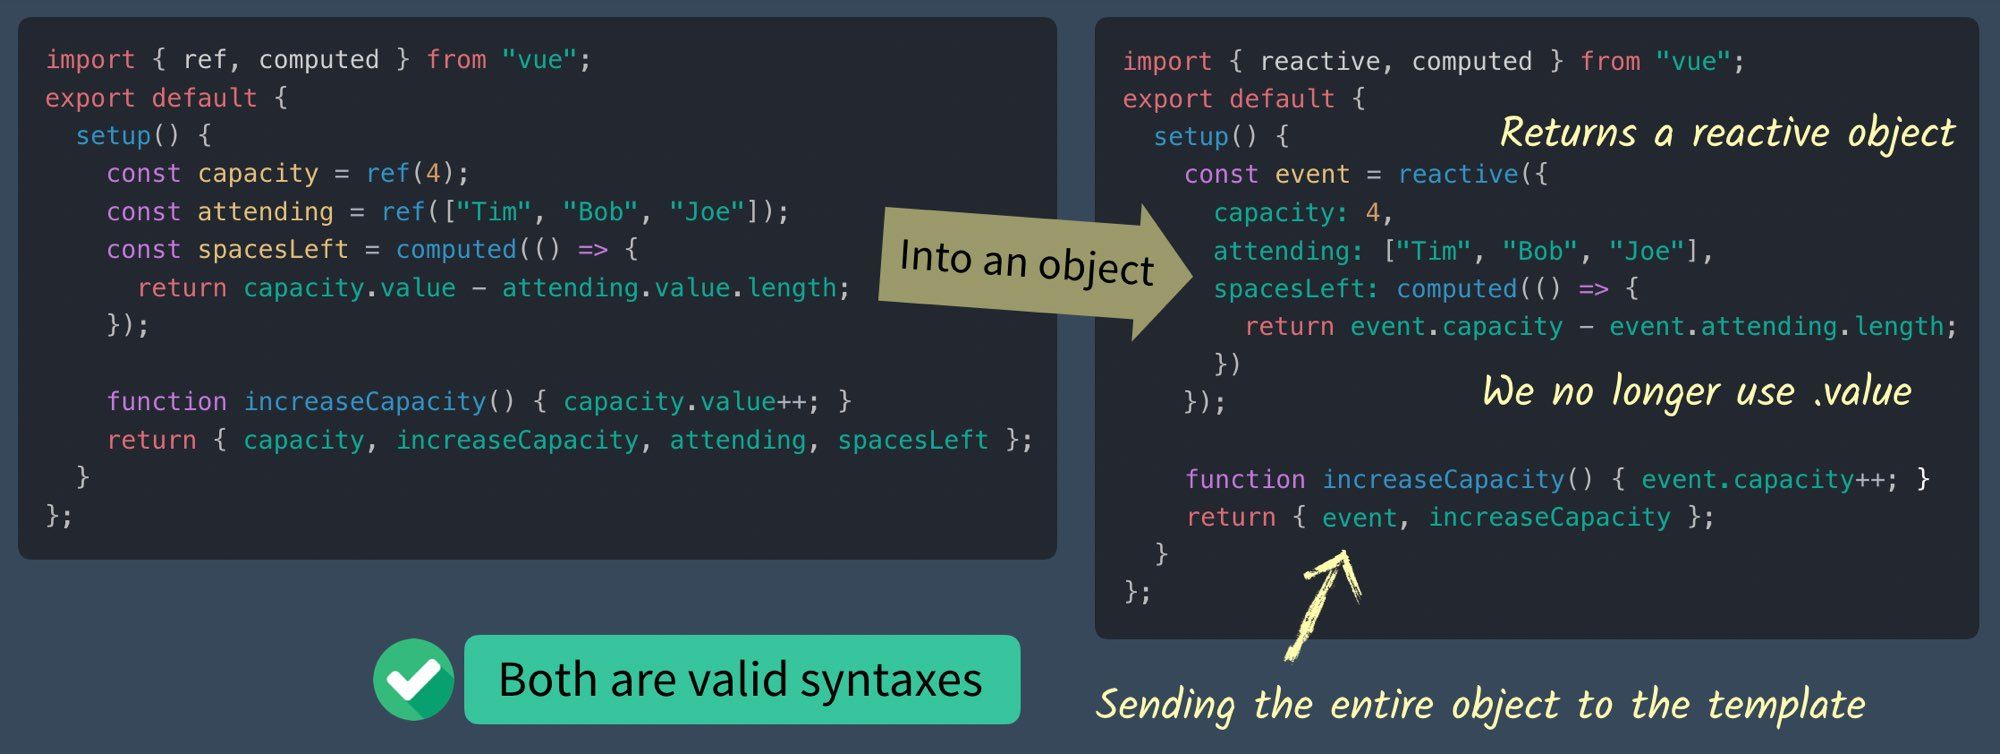 import { ref, computed } from "vue";
export default {
  setup() {
    const capacity = ref(4);
    const attending = ref(["Tim", "Bob", "Joe"]);
    const spacesLeft = computed(() => {
      return capacity.value - attending.value.length;
    });

    function increaseCapacity() { capacity.value++; }
    return { capacity, increaseCapacity, attending, spacesLeft };
  }
};
Into an object
import { reactive, computed } from "vue";
export default {
  setup() {
Returns a reactive object
    const event = reactive({
      capacity: 4,
      attending: ["Tim", "Bob", "Joe"],
      spacesLeft: computed(() => {
        return event.capacity - event.attending.length;
      })
We no longer use .value
    });

    function increaseCapacity() { event.capacity++; }
    return { event, increaseCapacity };
  }
};
Both are valid syntaxes
Sending the entire object to the template